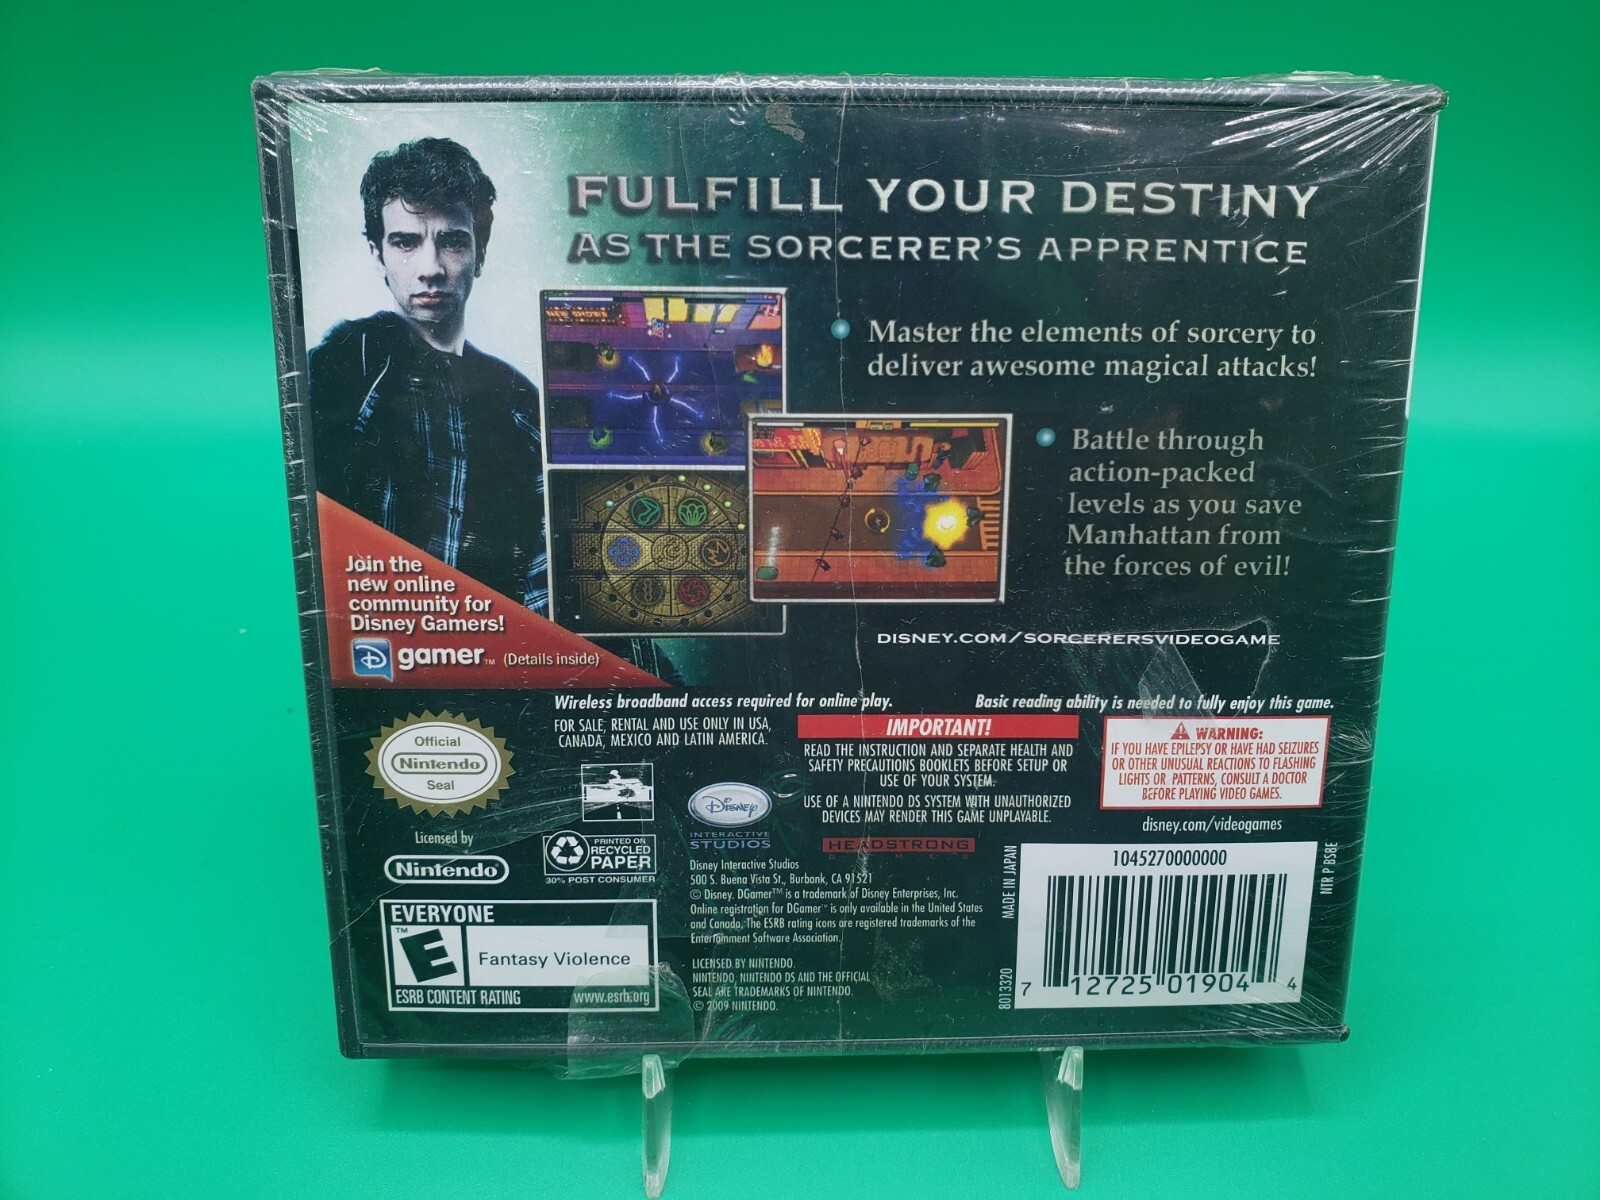 FULFILL YOUR DESTINY
AS THE SORCERER'S APPRENTICE
NEW SHOWS
Master the elements of sorcery to
deliver awesome magical attacks!
Battle through
action-packed
levels as you save
Manhattan from
the forces of evil!
Join the
new online
community for
Disney Gamers!
D gamer™ (Details inside)
DISNEY.COM/SORCERERSVIDEOGAME
Wireless broadband access required for online play.
Basic reading ability is needed to fully enjoy this game.
Official
Nintendo
Seal
Licensed by
Nintendo
FOR SALE, RENTAL AND USE ONLY IN USA,
CANADA, MEXICO AND LATIN AMERICA.
PRINTED ON
RECYCLED
PAPER
30% POST CONSUMER
IMPORTANT!
READ THE INSTRUCTION AND SEPARATE HEALTH AND
SAFETY PRECAUTIONS BOOKLETS BEFORE SETUP OR
USE OF YOUR SYSTEM.
USE OF A NINTENDO DS SYSTEM WITH UNAUTHORIZED
DEVICES MAY RENDER THIS GAME UNPLAYABLE.
WARNING:
IF YOU HAVE EPILEPSY OR HAVE HAD SEIZURES
OR OTHER UNUSUAL REACTIONS TO FLASHING
LIGHTS OR PATTERNS, CONSULT A DOCTOR
BEFORE PLAYING VIDEO GAMES.
disney.com/videogames
Disney
INTERACTIVE
STUDIOS
HEADSTRONG
GAMES
Disney Interactive Studios
500 S. Buena Vista St., Burbank, CA 91521
© Disney. DGamer™ is a trademark of Disney Enterprises, Inc.
Online registration for DGamer™ is only available in the United States
and Canada. The ESRB rating icons are registered trademarks of the
Entertainment Software Association.
LICENSED BY NINTENDO.
NINTENDO, NINTENDO DS AND THE OFFICIAL
SEAL ARE TRADEMARKS OF NINTENDO.
© 2009 NINTENDO.
EVERYONE
E
™
Fantasy Violence
ESRB CONTENT RATING www.esrb.org
MADE IN JAPAN
8013320
1045270000000
7 12725 01904 4
NTR P BS8E